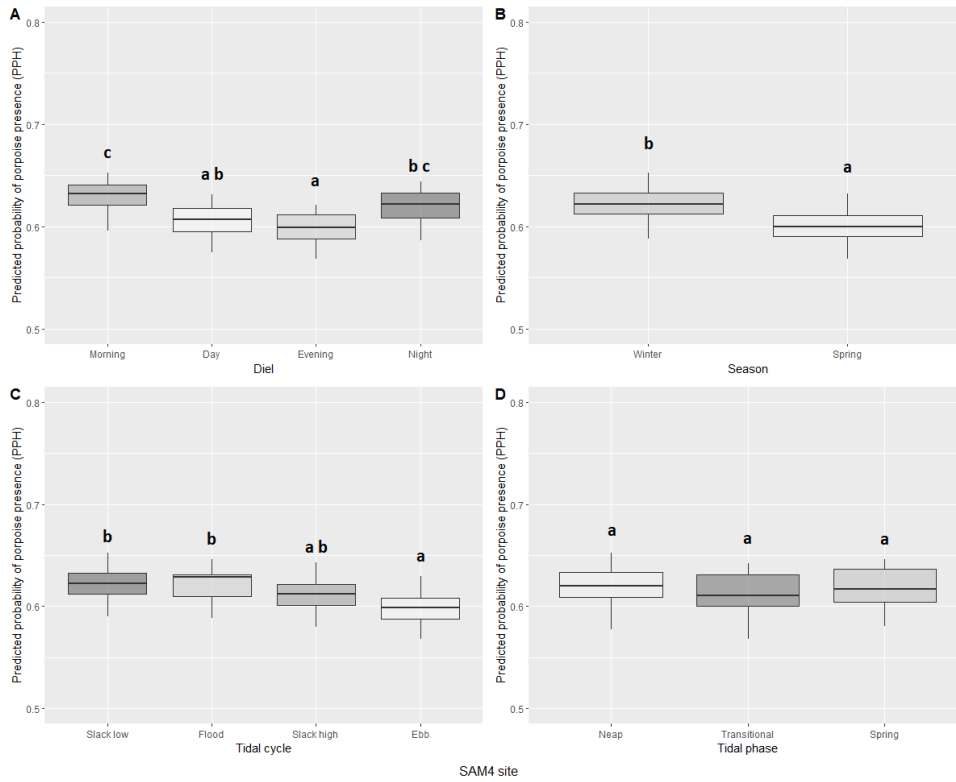 A
Predicted probability of porpoise presence (PPH)
0.8
0.7
0.6
0.5
c
a b
a
b c
Morning Day Evening Night
Diel
B
Predicted probability of porpoise presence (PPH)
0.8
0.7
0.6
0.5
b
a
Winter Spring
Season
C
Predicted probability of porpoise presence (PPH)
0.8
0.7
0.6
0.5
b
b
a b
a
Slack low Flood Slack high Ebb
Tidal cycle
D
Predicted probability of porpoise presence (PPH)
0.8
0.7
0.6
0.5
a
a
a
Neap Transitional Spring
Tidal phase
SAM4 site